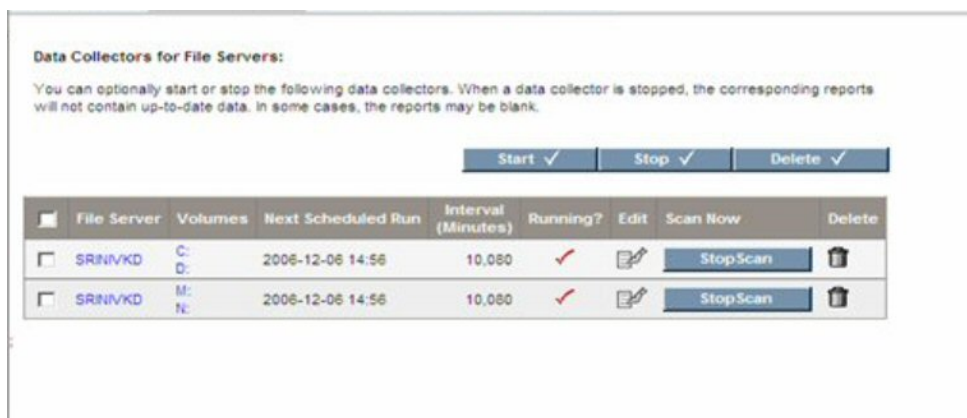 Data Collectors for File Servers:
You can optionally start or stop the following data collectors. When a data collector is stopped, the corresponding reports
will not contain up-to-date data. In some cases, the reports may be blank.
Start ✓ Stop ✓ Delete ✓
File Server Volumes Next Scheduled Run Interval (Minutes) Running? Edit Scan Now Delete
SRINIVKD C: 2006-12-06 14:56 10,080 StopScan
D:
SRINIVKD M: 2006-12-06 14:56 10,080 StopScan
N: